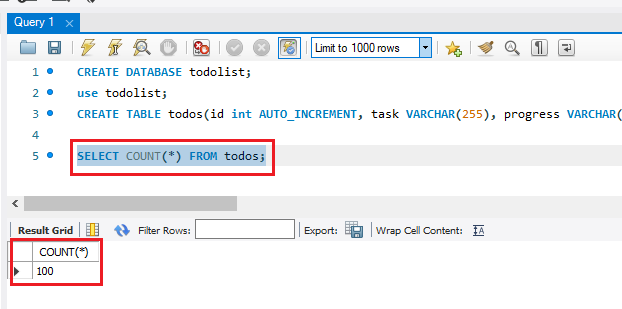 Query 1
Limit to 1000 rows
1 CREATE DATABASE todolist;
2 use todolist;
3 CREATE TABLE todos(id int AUTO_INCREMENT, task VARCHAR(255), progress VARCHAR(
4
5 SELECT COUNT(*) FROM todos;
Result Grid Filter Rows: Export: Wrap Cell Content:
COUNT(*)
100